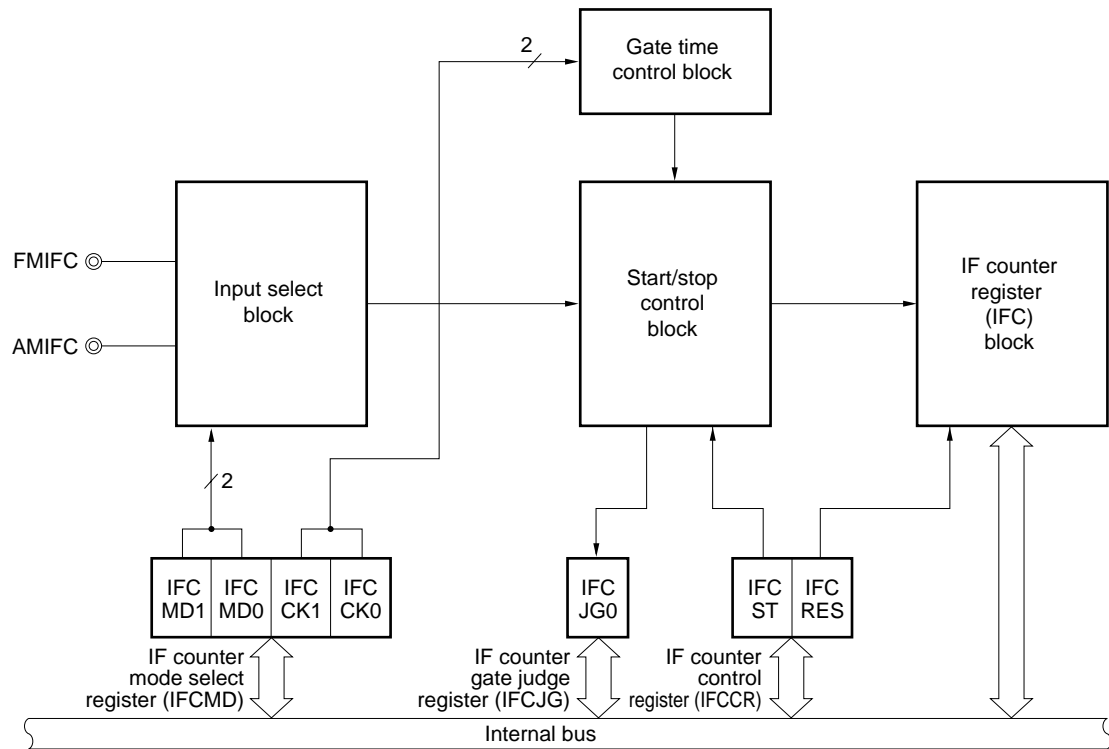 2
Gate time
control block
FMIFC
AMIFC
Input select
block
Start/stop
control
block
IF counter
register
(IFC)
block
2
IFC
MD1
IFC
MD0
IFC
CK1
IFC
CK0
IFC
JG0
IFC
ST
IFC
RES
IF counter
mode select
register (IFCMD)
IF counter
gate judge
register (IFCJG)
IF counter
control
register (IFCCR)
Internal bus